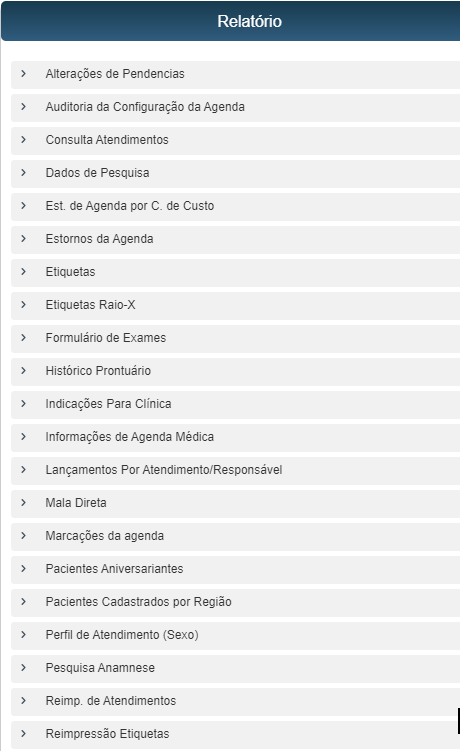 Relatório
Alterações de Pendencias
Auditoria da Configuração da Agenda
Consulta Atendimentos
Dados de Pesquisa
Est. de Agenda por C. de Custo
Estornos da Agenda
Etiquetas
Etiquetas Raio-X
Formulário de Exames
Histórico Prontuário
Indicações Para Clínica
Informações de Agenda Médica
Lançamentos Por Atendimento/Responsável
Mala Direta
Marcações da agenda
Pacientes Aniversariantes
Pacientes Cadastrados por Região
Perfil de Atendimento (Sexo)
Pesquisa Anamnese
Reimp. de Atendimentos
Reimpressão Etiquetas